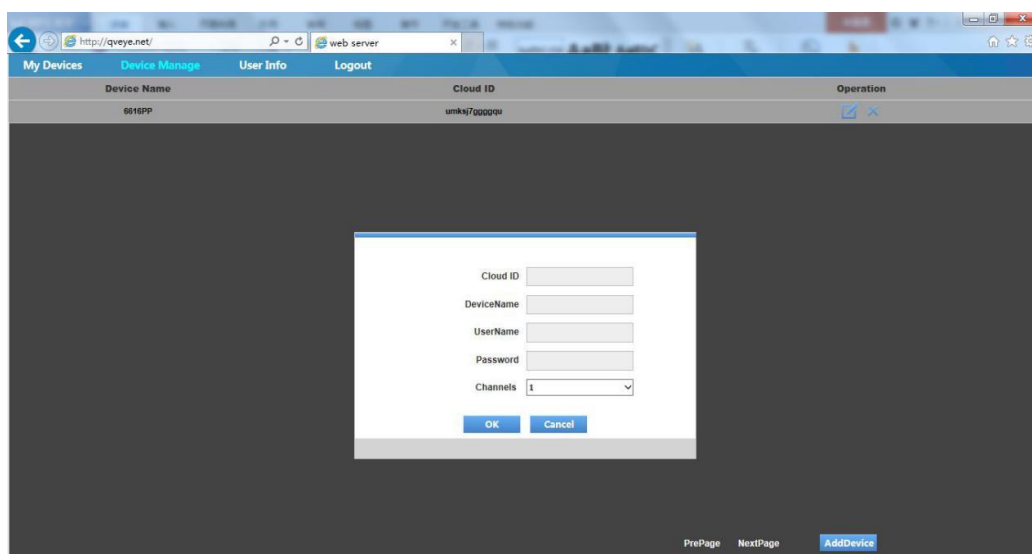 http://qveye.net/
web server
My Devices Device Manage User Info Logout
Device Name Cloud ID Operation
6616PP umksj7ggggqu
Cloud ID
DeviceName
UserName
Password
Channels 1
OK Cancel
PrePage NextPage AddDevice